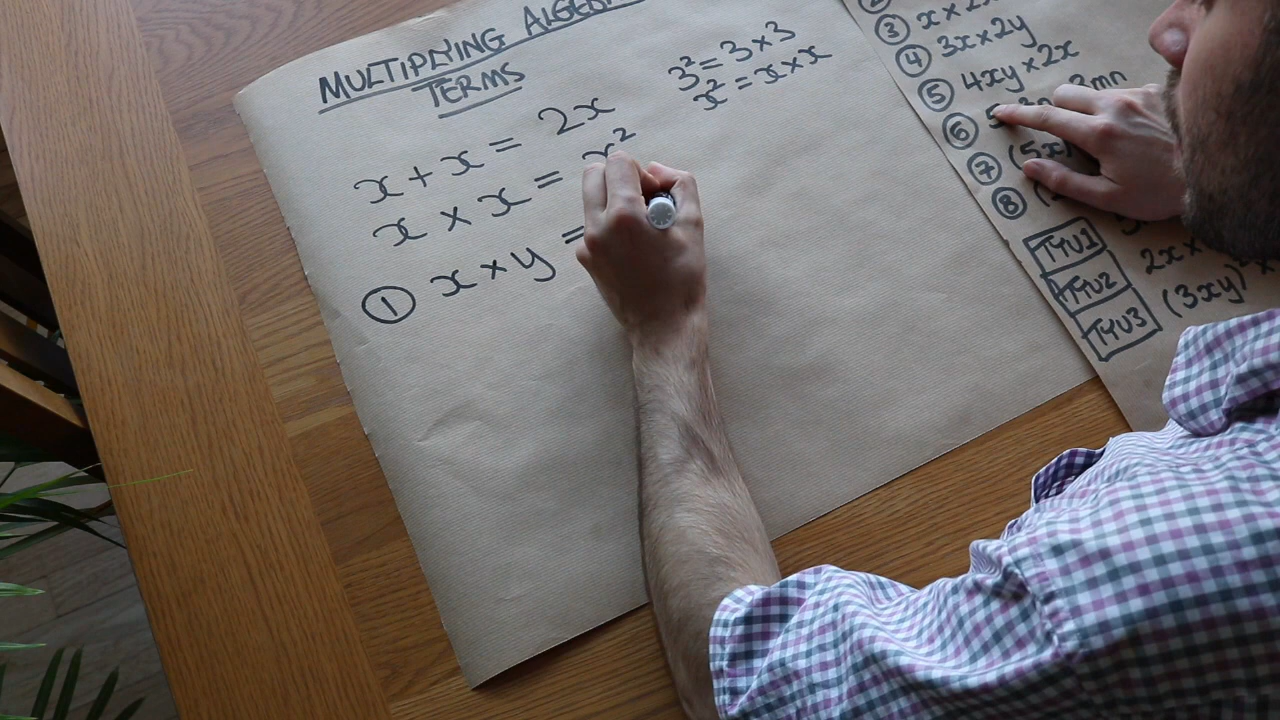 MULTIPLYING
TERMS
3² = 3 × 3
x² = x × x
x + x = 2x
x × x = x²
① x × y =
③ x ×
④ 3x × 2y
⑤ 4xy × 2x
⑥ 5
⑦ (5x)
⑧ (
TYU1
TYU2 2x ×
TYU3 (3xy)²